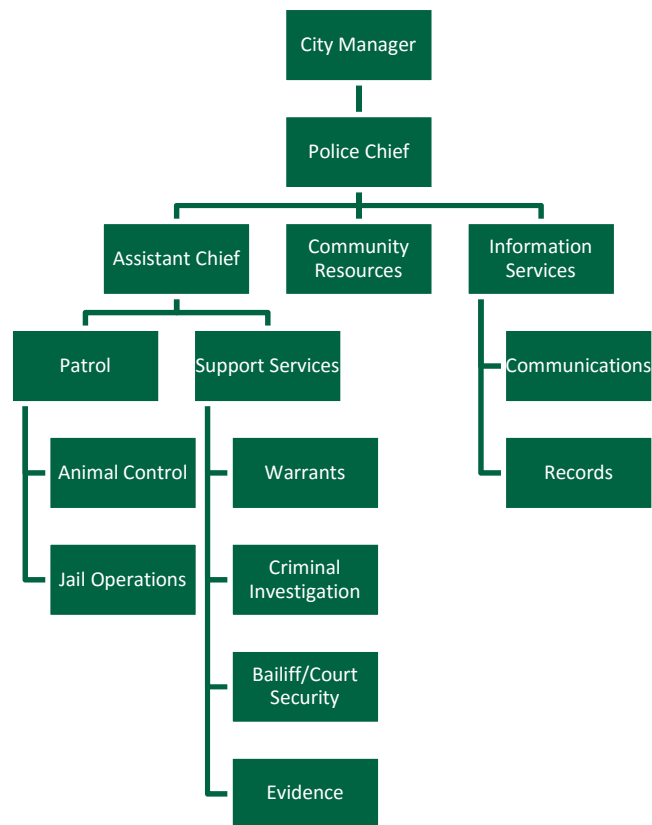 City Manager
Police Chief
Assistant Chief
Community
Resources
Information
Services
Patrol
Support Services
Communications
Animal Control
Warrants
Records
Jail Operations
Criminal
Investigation
Bailiff/Court
Security
Evidence